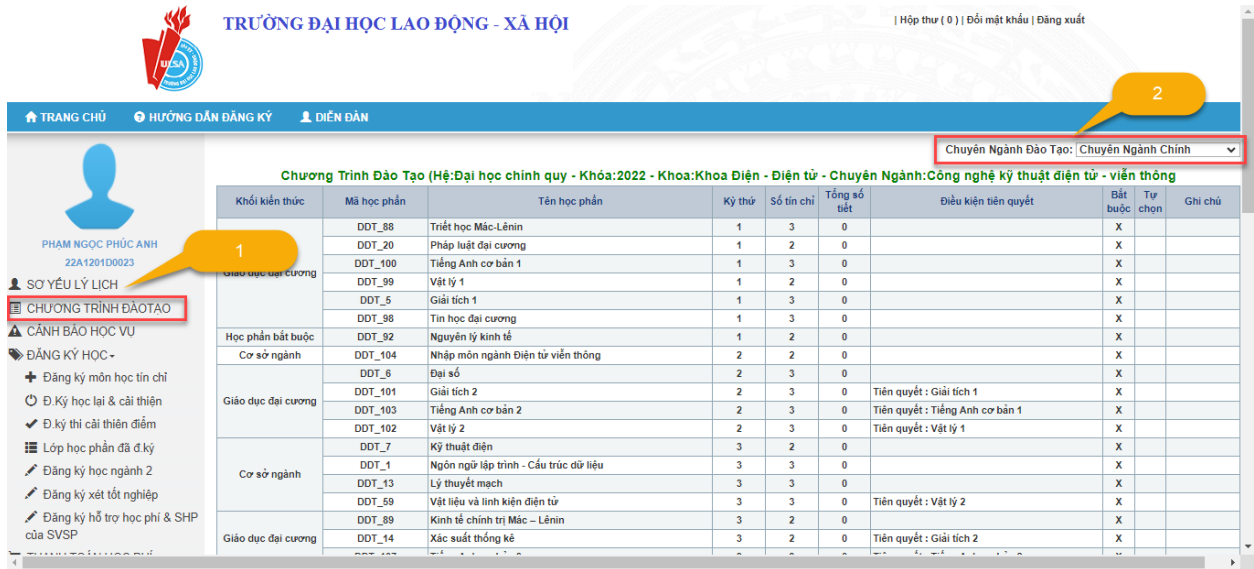 TRƯỜNG ĐẠI HỌC LAO ĐỘNG - XÃ HỘI
| Hộp thư ( 0 ) | Đổi mật khẩu | Đăng xuất
ULSA
TRANG CHỦ HƯỚNG DẪN ĐĂNG KÝ DIỄN ĐÀN
2
Chuyên Ngành Đào Tạo: Chuyên Ngành Chính
Chương Trình Đào Tạo (Hệ:Đại học chính quy - Khóa:2022 - Khoa:Khoa Điện - Điện tử - Chuyên Ngành:Công nghệ kỹ thuật điện tử - viễn thông
PHẠM NGỌC PHÚC ANH
22A1201D0023
1
SƠ YẾU LÝ LỊCH
CHƯƠNG TRÌNH ĐÀOTẠO
CẢNH BÁO HỌC VỤ
ĐĂNG KÝ HỌC
Đăng ký môn học tín chỉ
Đ.Ký học lại & cải thiện
Đ.ký thi cải thiên điểm
Lớp học phần đã đ.ký
Đăng ký học ngành 2
Đăng ký xét tốt nghiệp
Đăng ký hỗ trợ học phí & SHP
của SVSP
Khối kiến thức Mã học phần Tên học phần Kỳ thứ Số tín chỉ Tổng số tiết Điều kiện tiên quyết Bắt buộc Tự chọn Ghi chú
Giáo dục đại cương
DDT_88 Triết học Mác-Lênin 1 3 0 X
DDT_20 Pháp luật đại cương 1 2 0 X
DDT_100 Tiếng Anh cơ bản 1 1 3 0 X
DDT_99 Vật lý 1 1 2 0 X
DDT_5 Giải tích 1 1 3 0 X
DDT_98 Tin học đại cương 1 3 0 X
Học phần bắt buộc DDT_92 Nguyên lý kinh tế 1 2 0 X
Cơ sở ngành DDT_104 Nhập môn ngành Điện tử viễn thông 2 2 0 X
Giáo dục đại cương
DDT_6 Đại số 2 3 0 X
DDT_101 Giải tích 2 2 3 0 Tiên quyết : Giải tích 1 X
DDT_103 Tiếng Anh cơ bản 2 2 3 0 Tiên quyết : Tiếng Anh cơ bản 1 X
DDT_102 Vật lý 2 2 3 0 Tiên quyết : Vật lý 1 X
Cơ sở ngành
DDT_7 Kỹ thuật điện 3 2 0 X
DDT_1 Ngôn ngữ lập trình - Cấu trúc dữ liệu 3 3 0 X
DDT_13 Lý thuyết mạch 3 3 0 X
DDT_59 Vật liệu và linh kiện điện tử 3 3 0 Tiên quyết : Vật lý 2 X
Giáo dục đại cương
DDT_89 Kinh tế chính trị Mác – Lênin 3 2 0 X
DDT_14 Xác suất thống kê 3 2 0 Tiên quyết : Giải tích 2 X